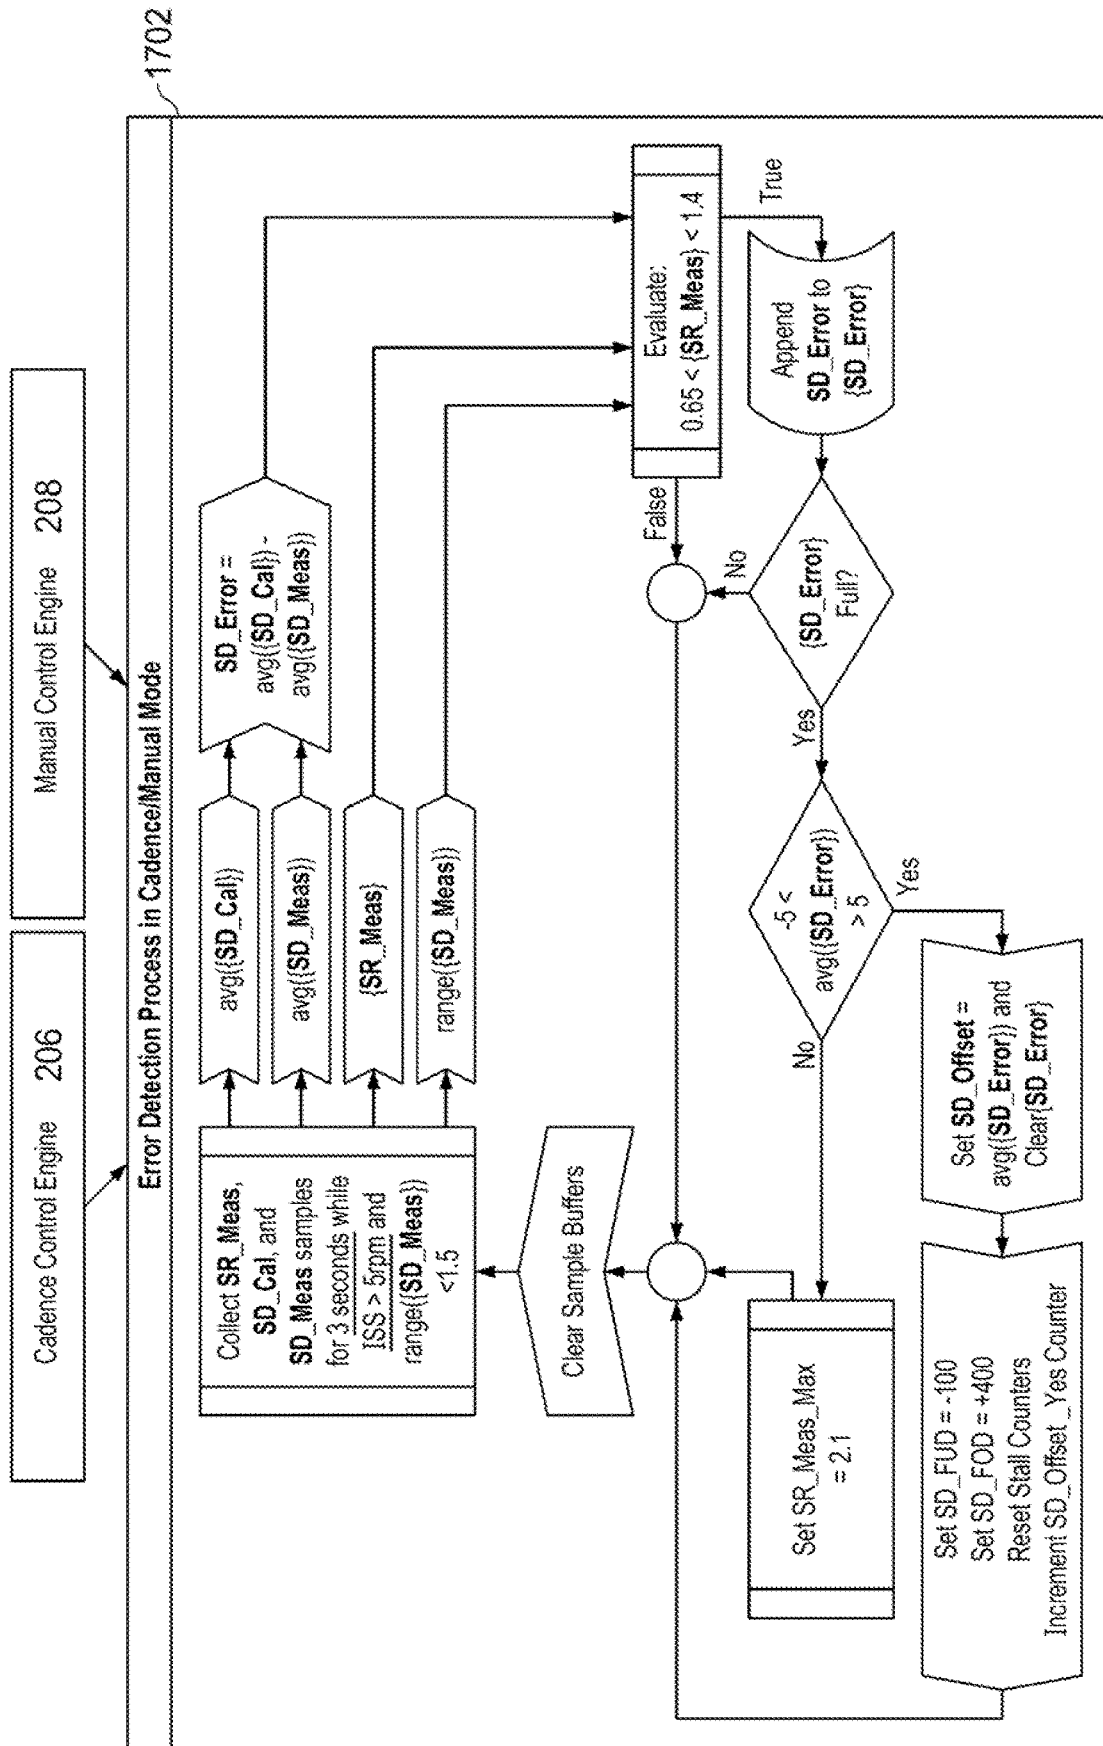 Cadence Control Engine 206
Manual Control Engine 208
Error Detection Process in Cadence/Manual Mode
1702
Collect SR_Meas,
SD_Cal, and
SD_Meas samples
for 3 seconds while
ISS > 5rpm and
range({SD_Meas})
<1.5
avg({SD_Cal})
avg({SD_Meas})
{SR_Meas}
range({SD_Meas})
SD_Error =
avg({SD_Cal}) -
avg({SD_Meas})
Clear Sample Buffers
Evaluate:
0.65 < {SR_Meas} < 1.4
False
True
Append
SD_Error to
{SD_Error}
{SD_Error}
Full?
No
Yes
-5 <
avg({SD_Error})
> 5
No
Yes
Set SR_Meas_Max
= 2.1
Set SD_Offset =
avg({SD_Error}) and
Clear{SD_Error}
Set SD_FUD = -100
Set SD_FOD = +400
Reset Stall Counters
Increment SD_Offset_Yes Counter